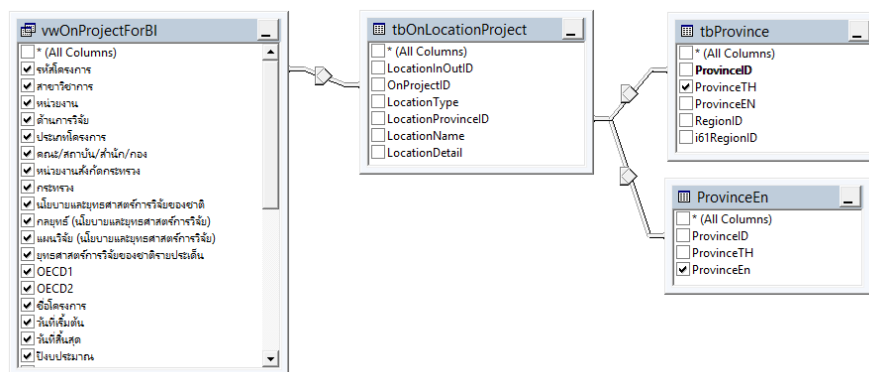 vwOnProjectForBI
* (All Columns)
รหัสโครงการ
สาขาวิชาการ
หน่วยงาน
ด้านการวิจัย
ประเภทโครงการ
คณะ/สถาบัน/สำนัก/กอง
หน่วยงานสังกัดกระทรวง
กระทรวง
นโยบายและยุทธศาสตร์การวิจัยของชาติ
กลยุทธ์ (นโยบายและยุทธศาสตร์การวิจัย)
แผนวิจัย (นโยบายและยุทธศาสตร์การวิจัย)
ยุทธศาสตร์การวิจัยของชาติรายประเด็น
OECD1
OECD2
ชื่อโครงการ
วันที่เริ่มต้น
วันที่สิ้นสุด
ปีงบประมาณ
tbOnLocationProject
* (All Columns)
LocationInOutID
OnProjectID
LocationType
LocationProvinceID
LocationName
LocationDetail
tbProvince
* (All Columns)
ProvinceID
ProvinceTH
ProvinceEN
RegionID
i61RegionID
ProvinceEn
* (All Columns)
ProvinceID
ProvinceTH
ProvinceEn